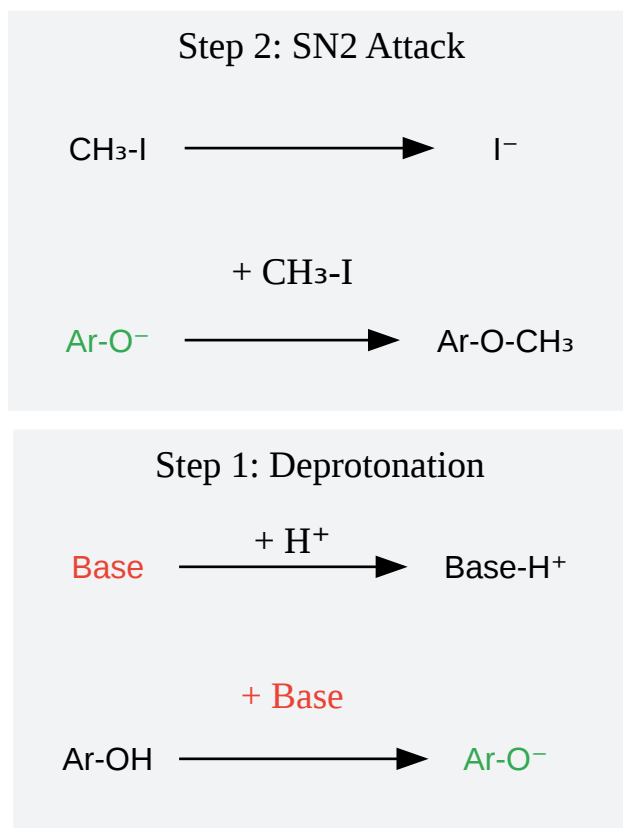 Step 2: SN2 Attack
CH₃-I I⁻
+ CH₃-I
Ar-O⁻ Ar-O-CH₃
Step 1: Deprotonation
+ H⁺
Base Base-H⁺
+ Base
Ar-OH Ar-O⁻